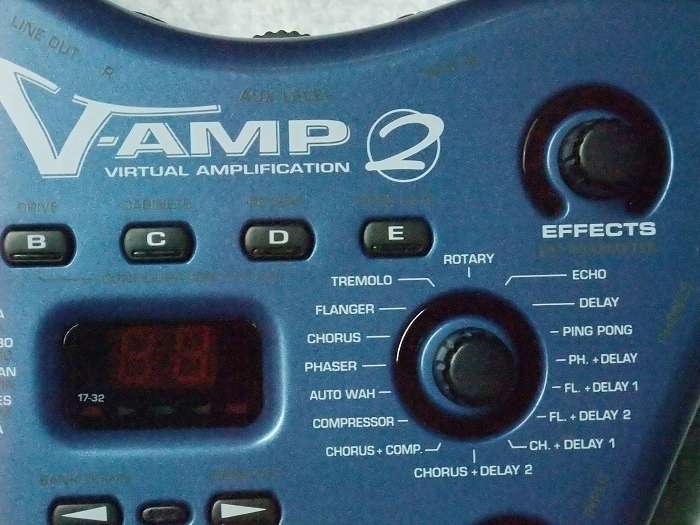 LINE OUT R
AUX LEVEL
V-AMP 2
VIRTUAL AMPLIFICATION
DRIVE
CABINETS
B
C
D
E
EFFECTS
ROTARY
TREMOLO
ECHO
FLANGER
DELAY
CHORUS
PING PONG
PHASER
PH. + DELAY
AUTO WAH
FL. + DELAY 1
COMPRESSOR
FL. + DELAY 2
CHORUS + COMP.
CH. + DELAY 1
CHORUS + DELAY 2
17-32